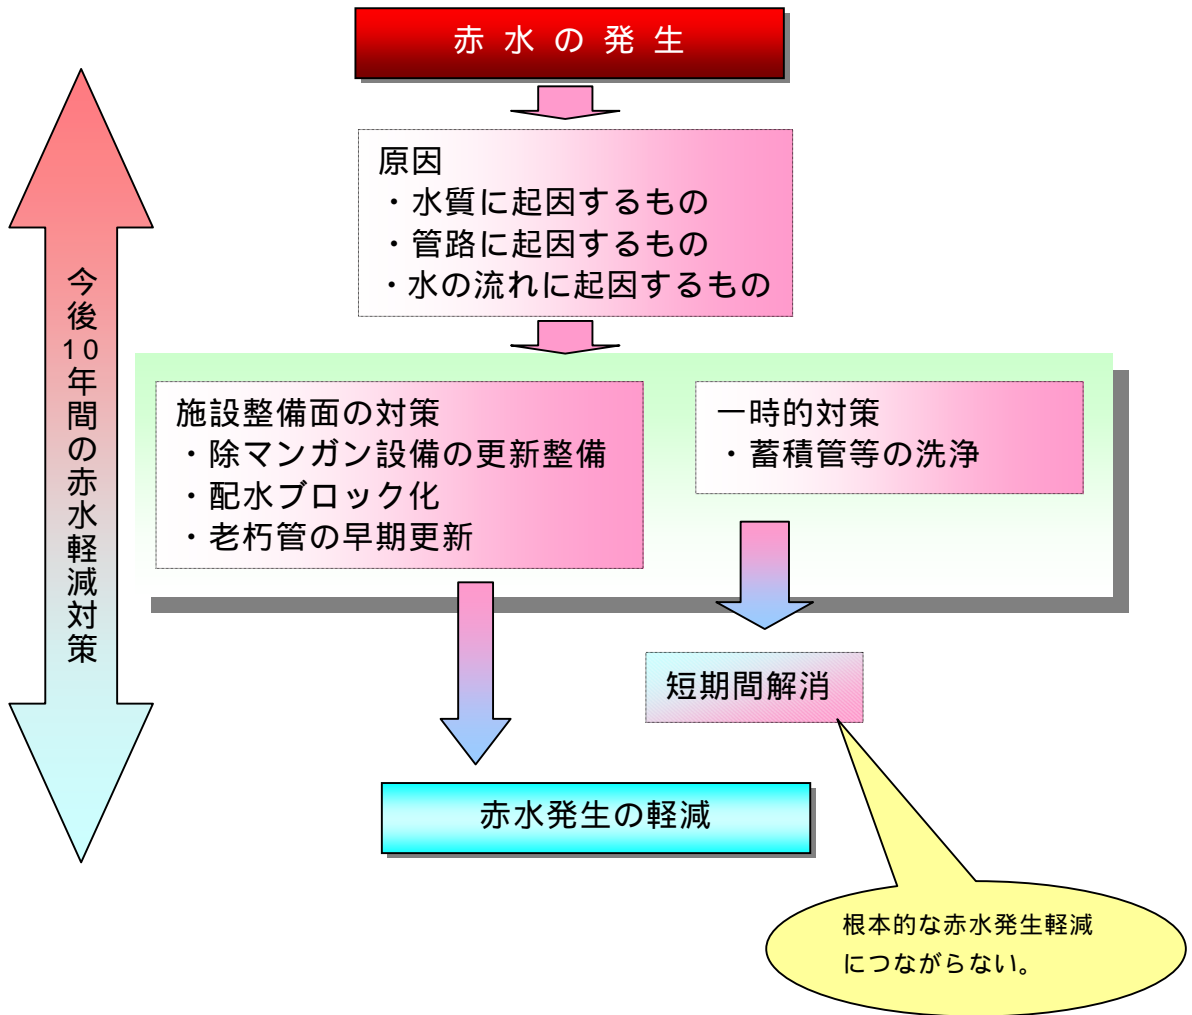 赤水の発生
原因
・水質に起因するもの
・管路に起因するもの
・水の流れに起因するもの
今後10年間の赤水軽減対策
施設整備面の対策
・除マンガン設備の更新整備
・配水ブロック化
・老朽管の早期更新
一時的対策
・蓄積管等の洗浄
短期間解消
赤水発生の軽減
根本的な赤水発生軽減
につながらない。